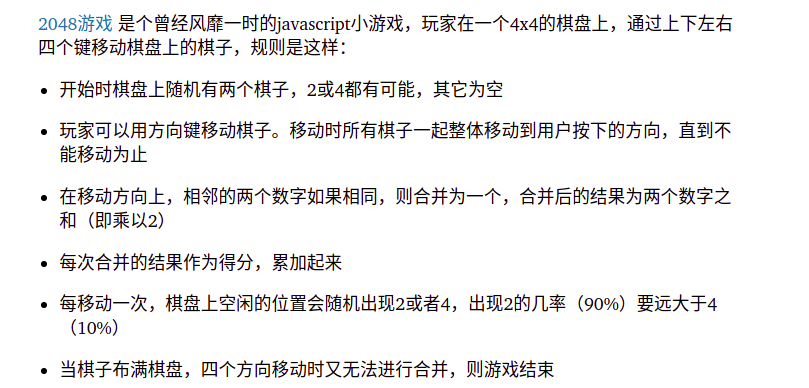 2048游戏 是个曾经风靡一时的javascript小游戏，玩家在一个4x4的棋盘上，通过上下左右
四个键移动棋盘上的棋子，规则是这样：
• 开始时棋盘上随机有两个棋子，2或4都有可能，其它为空
• 玩家可以用方向键移动棋子。移动时所有棋子一起整体移动到用户按下的方向，直到不
能移动为止
• 在移动方向上，相邻的两个数字如果相同，则合并为一个，合并后的结果为两个数字之
和（即乘以2）
• 每次合并的结果作为得分，累加起来
• 每移动一次，棋盘上空闲的位置会随机出现2或者4，出现2的几率（90%）要远大于4
（10%）
• 当棋子布满棋盘，四个方向移动时又无法进行合并，则游戏结束